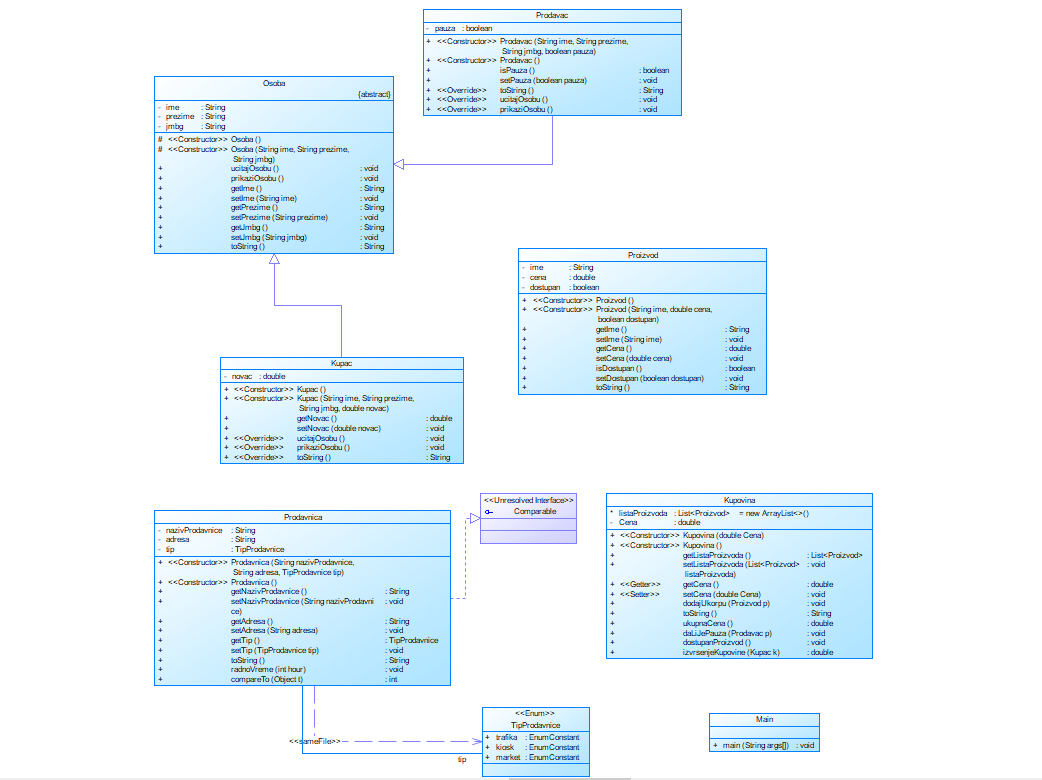 Prodavac
- pauza : boolean
+ <<Constructor>> Prodavac (String ime, String prezime,
String jmbg, boolean pauza)
+ <<Constructor>> Prodavac ()
+ isPauza () : boolean
+ setPauza (boolean pauza) : void
+ <<Override>> toString () : String
+ <<Override>> ucitajOsobu () : void
+ <<Override>> prikaziOsobu () : void
Osoba
{abstract}
- ime : String
- prezime : String
- jmbg : String
# <<Constructor>> Osoba ()
# <<Constructor>> Osoba (String ime, String prezime,
String jmbg)
+ ucitajOsobu () : void
+ prikaziOsobu () : void
+ getIme () : String
+ setIme (String ime) : void
+ getPrezime () : String
+ setPrezime (String prezime) : void
+ getJmbg () : String
+ setJmbg (String jmbg) : void
+ toString () : String
Proizvod
- ime : String
- cena : double
- dostupan : boolean
+ <<Constructor>> Proizvod ()
+ <<Constructor>> Proizvod (String ime, double cena,
boolean dostupan)
+ getIme () : String
+ setIme (String ime) : void
+ getCena () : double
+ setCena (double cena) : void
+ isDostupan () : boolean
+ setDostupan (boolean dostupan) : void
+ toString () : String
Kupac
- novac : double
+ <<Constructor>> Kupac ()
+ <<Constructor>> Kupac (String ime, String prezime,
String jmbg, double novac)
+ getNovac () : double
+ setNovac (double novac) : void
+ <<Override>> ucitajOsobu () : void
+ <<Override>> prikaziOsobu () : void
+ <<Override>> toString () : String
<<Unresolved Interface>>
Comparable
Kupovina
* listaProizvoda : List<Proizvod> = new ArrayList<>()
- Cena : double
+ <<Constructor>> Kupovina (double Cena)
+ <<Constructor>> Kupovina ()
+ getListaProizvoda () : List<Proizvod>
+ setListaProizvoda (List<Proizvod> : void
listaProizvoda)
+ <<Getter>> getCena () : double
+ <<Setter>> setCena (double Cena) : void
+ dodajUkorpu (Proizvod p) : void
+ toString () : String
+ ukupnaCena () : double
+ daLiJePauza (Prodavac p) : void
+ dostupanProizvod () : void
+ izvrsenjeKupovine (Kupac k) : double
Prodavnica
- nazivProdavnice : String
- adresa : String
- tip : TipProdavnice
+ <<Constructor>> Prodavnica (String nazivProdavnice,
String adresa, TipProdavnice tip)
+ <<Constructor>> Prodavnica ()
+ getNazivProdavnice () : String
+ setNazivProdavnice (String nazivProdavni : void
ce)
+ getAdresa () : String
+ setAdresa (String adresa) : void
+ getTip () : TipProdavnice
+ setTip (TipProdavnice tip) : void
+ toString () : String
+ radnoVreme (int hour) : void
+ compareTo (Object t) : int
<<sameFile>>
tip
<<Enum>>
TipProdavnice
+ trafika : EnumConstant
+ kiosk : EnumConstant
+ market : EnumConstant
Main
+ main (String args[]) : void